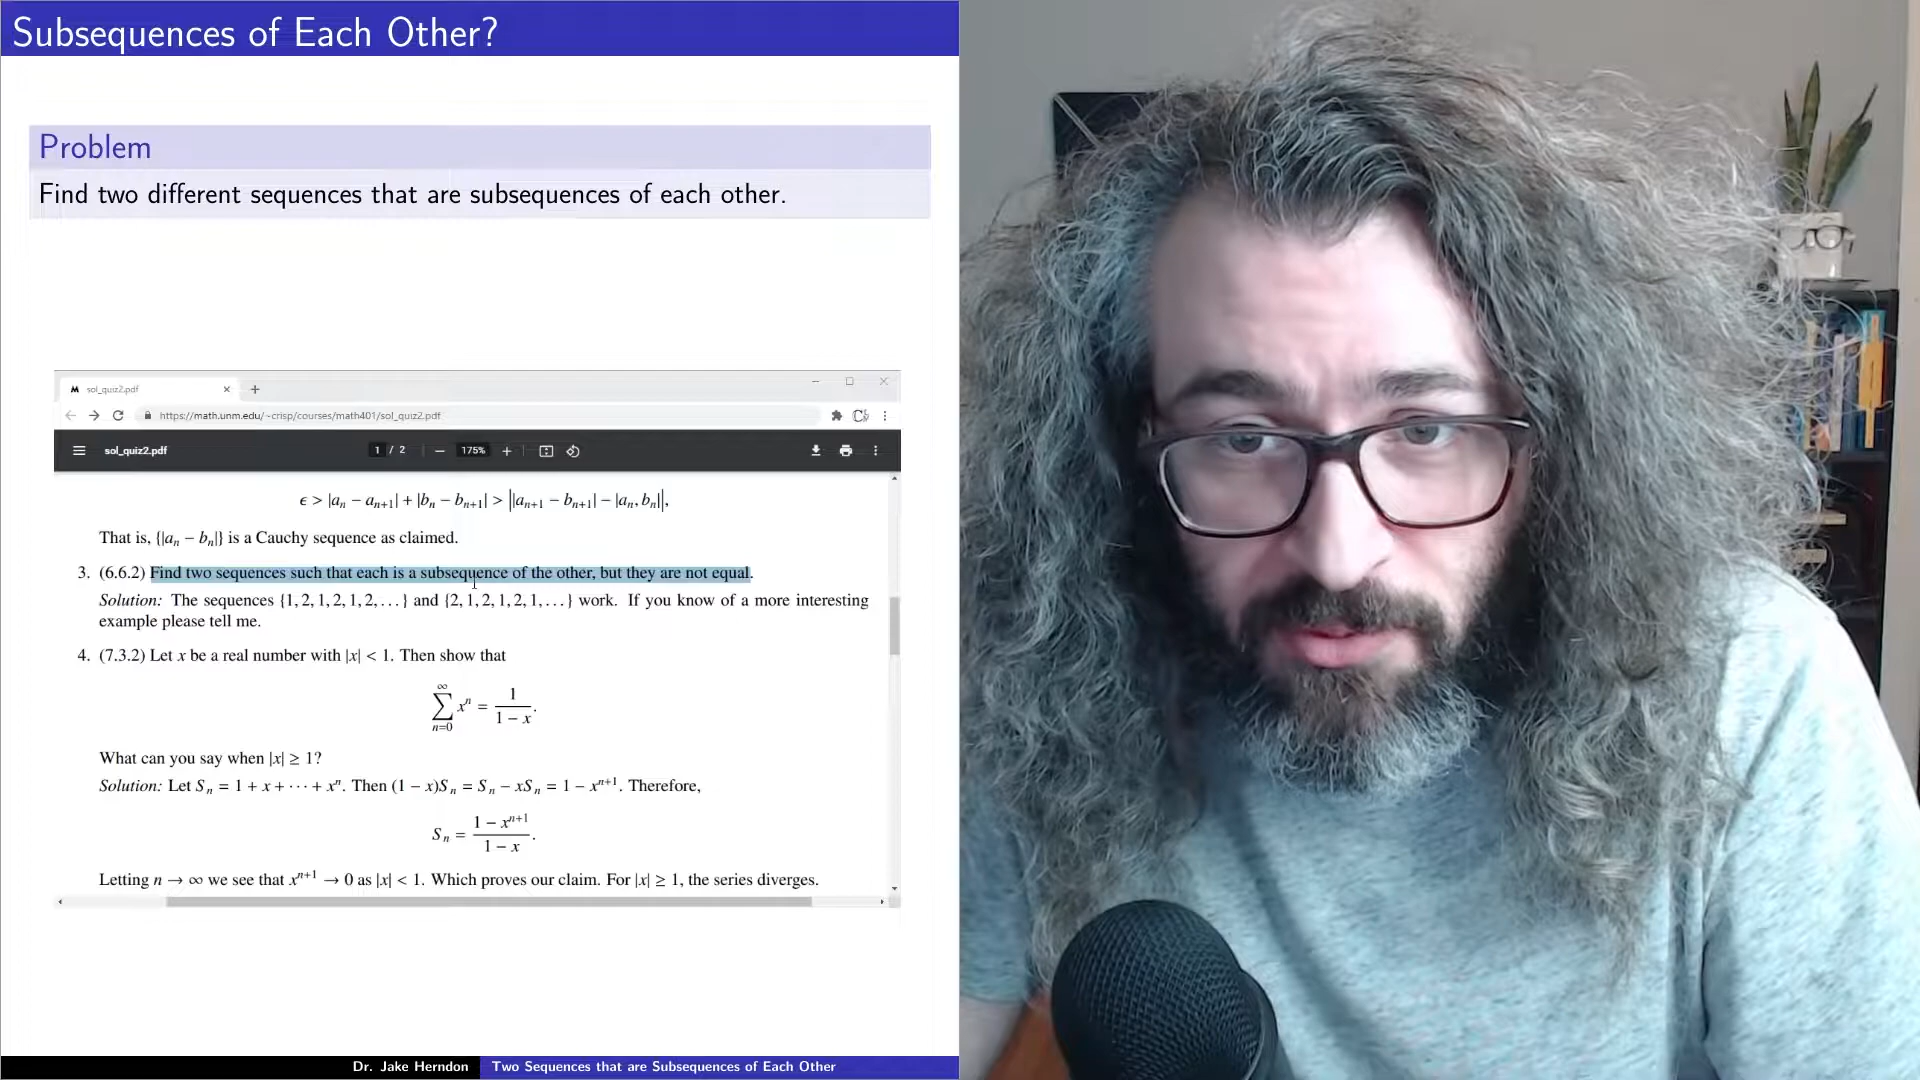 Subsequences of Each Other?
Problem
Find two different sequences that are subsequences of each other.
sol_quiz2.pdf
https://math.unm.edu/~crisp/courses/math401/sol_quiz2.pdf
sol_quiz2.pdf 1 / 2 − 175% +
ϵ > |aₙ − aₙ₊₁| + |bₙ − bₙ₊₁| > ||aₙ₊₁ − bₙ₊₁| − |aₙ, bₙ||,
That is, {|aₙ − bₙ|} is a Cauchy sequence as claimed.
3. (6.6.2) Find two sequences such that each is a subsequence of the other, but they are not equal.
Solution: The sequences {1, 2, 1, 2, 1, 2, . . . } and {2, 1, 2, 1, 2, 1, . . . } work. If you know of a more interesting
example please tell me.
4. (7.3.2) Let x be a real number with |x| < 1. Then show that
∑_{n=0}^{∞} xⁿ = 1/(1 − x).
What can you say when |x| ≥ 1?
Solution: Let Sₙ = 1 + x + · · · + xⁿ. Then (1 − x)Sₙ = Sₙ − xSₙ = 1 − xⁿ⁺¹. Therefore,
Sₙ = (1 − xⁿ⁺¹)/(1 − x).
Letting n → ∞ we see that xⁿ⁺¹ → 0 as |x| < 1. Which proves our claim. For |x| ≥ 1, the series diverges.
Dr. Jake Herndon Two Sequences that are Subsequences of Each Other